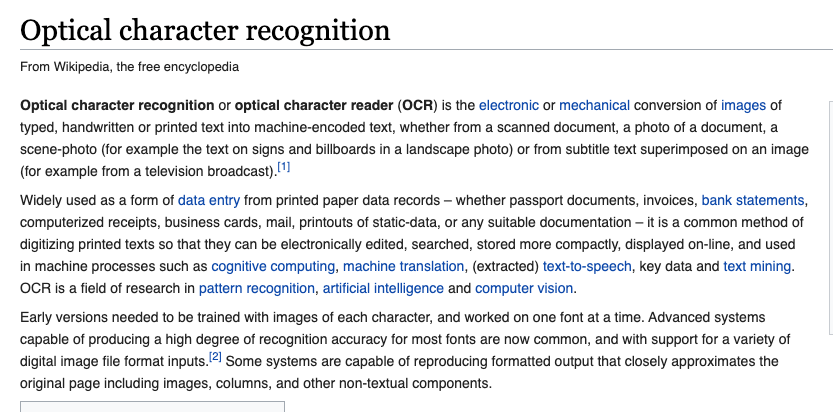 Optical character recognition
From Wikipedia, the free encyclopedia
Optical character recognition or optical character reader (OCR) is the electronic or mechanical conversion of images of
typed, handwritten or printed text into machine-encoded text, whether from a scanned document, a photo of a document, a
scene-photo (for example the text on signs and billboards in a landscape photo) or from subtitle text superimposed on an image
(for example from a television broadcast).[1]
Widely used as a form of data entry from printed paper data records – whether passport documents, invoices, bank statements,
computerized receipts, business cards, mail, printouts of static-data, or any suitable documentation – it is a common method of
digitizing printed texts so that they can be electronically edited, searched, stored more compactly, displayed on-line, and used
in machine processes such as cognitive computing, machine translation, (extracted) text-to-speech, key data and text mining.
OCR is a field of research in pattern recognition, artificial intelligence and computer vision.
Early versions needed to be trained with images of each character, and worked on one font at a time. Advanced systems
capable of producing a high degree of recognition accuracy for most fonts are now common, and with support for a variety of
digital image file format inputs.[2] Some systems are capable of reproducing formatted output that closely approximates the
original page including images, columns, and other non-textual components.